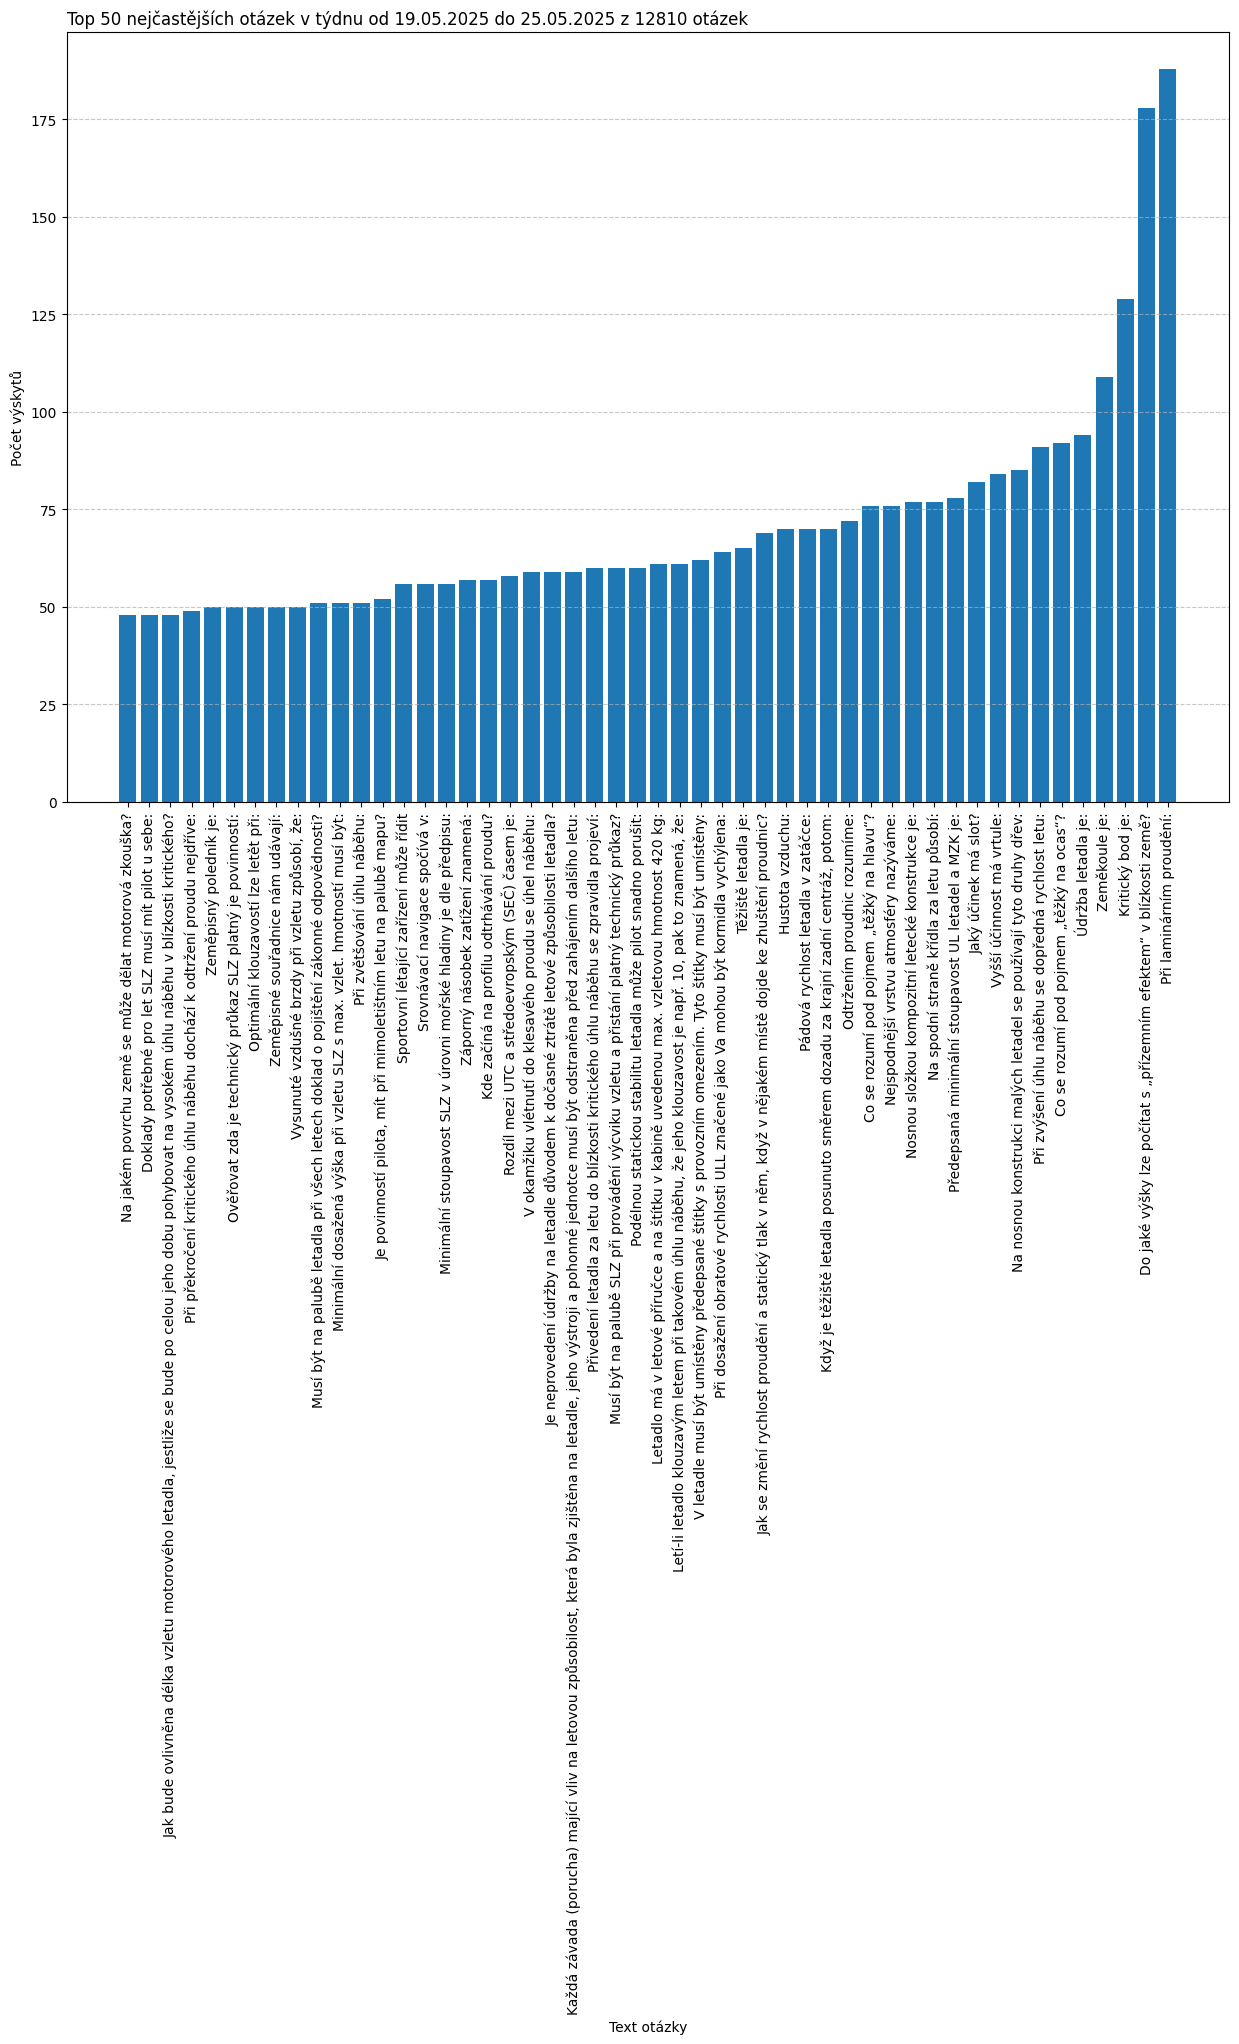 Top 50 nejčastějších otázek v týdnu od 19.05.2025 do 25.05.2025 z 12810 otázek
Počet výskytů
175
150
125
100
75
50
25
0
Na jakém povrchu země se může dělat motorová zkouška?
Doklady potřebné pro let SLZ musí mít pilot u sebe:
Jak bude ovlivněna délka vzletu motorového letadla, jestliže se bude po celou jeho dobu pohybovat na vysokém úhlu náběhu v blízkosti kritického?
Při překročení kritického úhlu náběhu dochází k odtržení proudu nejdříve:
Zeměpisný poledník je:
Ověřovat zda je technický průkaz SLZ platný je povinností:
Optimální klouzavostí lze letět při:
Zeměpisné souřadnice nám udávají:
Vysunuté vzdušné brzdy při vzletu způsobí, že:
Musí být na palubě letadla při všech letech doklad o pojištění zákonné odpovědnosti?
Minimální dosažená výška při vzletu SLZ s max. vzlet. hmotností musí být:
Při zvětšování úhlu náběhu:
Je povinností pilota, mít při mimoletištním letu na palubě mapu?
Sportovní létající zařízení může řídit
Srovnávací navigace spočívá v:
Minimální stoupavost SLZ v úrovni mořské hladiny je dle předpisu:
Záporný násobek zatížení znamená:
Kde začíná na profilu odtrhávání proudu?
Rozdíl mezi UTC a středoevropským (SEČ) časem je:
V okamžiku vlétnutí do klesavého proudu se úhel náběhu:
Je neprovedení údržby na letadle důvodem k dočasné ztrátě letové způsobilosti letadla?
Každá závada (porucha) mající vliv na letovou způsobilost, která byla zjištěna na letadle, jeho výstroji a pohonné jednotce musí být odstraněna před zahájením dalšího letu:
Přivedení letadla za letu do blízkosti kritického úhlu náběhu se zpravidla projeví:
Musí být na palubě SLZ při provádění výcviku vzletu a přistání platný technický průkaz?
Podélnou statickou stabilitu letadla může pilot snadno porušit:
Letadlo má v letové příručce a na štítku v kabině uvedenou max. vzletovou hmotnost 420 kg:
Letí-li letadlo klouzavým letem při takovém úhlu náběhu, že jeho klouzavost je např. 10, pak to znamená, že:
V letadle musí být umístěny předepsané štítky s provozním omezením. Tyto štítky musí být umístěny:
Při dosažení obratové rychlosti ULL značené jako Va mohou být kormidla vychýlena:
Těžiště letadla je:
Jak se změní rychlost proudění a statický tlak v něm, když v nějakém místě dojde ke zhuštění proudnic?
Hustota vzduchu:
Pádová rychlost letadla v zatáčce:
Když je těžiště letadla posunuto směrem dozadu za krajní zadní centráž, potom:
Odtržením proudnic rozumíme:
Co se rozumí pod pojmem „těžký na hlavu“?
Nejspodnější vrstvu atmosféry nazýváme:
Nosnou složkou kompozitní letecké konstrukce je:
Na spodní straně křídla za letu působí:
Předepsaná minimální stoupavost UL letadel a MZK je:
Jaký účinek má slot?
Vyšší účinnost má vrtule:
Na nosnou konstrukci malých letadel se používají tyto druhy dřev:
Při zvýšení úhlu náběhu se dopředná rychlost letu:
Co se rozumí pod pojmem „těžký na ocas“?
Údržba letadla je:
Zeměkoule je:
Kritický bod je:
Do jaké výšky lze počítat s „přízemním efektem“ v blízkosti země?
Při laminárním proudění:
Text otázky